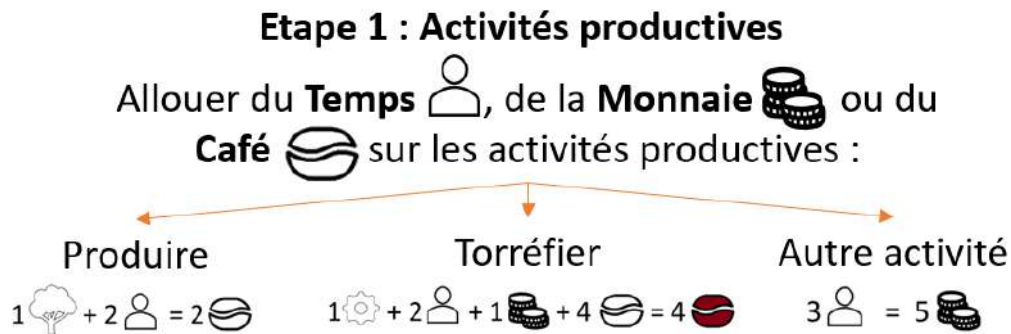 Etape 1 : Activités productives
Allouer du Temps , de la Monnaie ou du
Café sur les activités productives :
Produire
Torréfier
Autre activité
1 + 2 = 2
1 + 2 + 1 + 4 = 4
3 = 5